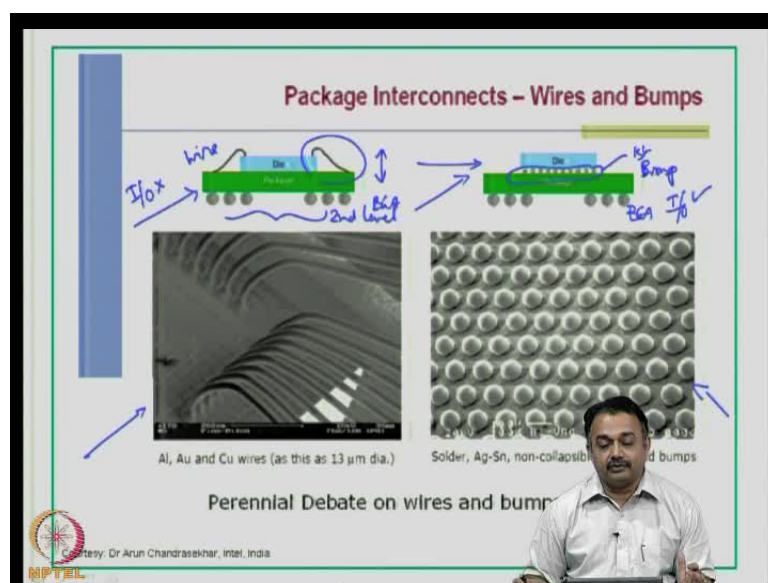 Package Interconnects – Wires and Bumps
wire
Die
1st
Bump
I/O x
Package
2nd level
BGA
Die
BGA I/O ✓
Al, Au and Cu wires (as this as 13 μm dia.)
Solder, Ag-Sn, non-collapsib
d bumps
Perennial Debate on wires and bump
Courtesy: Dr Arun Chandrasekhar, Intel, India
NPTEL